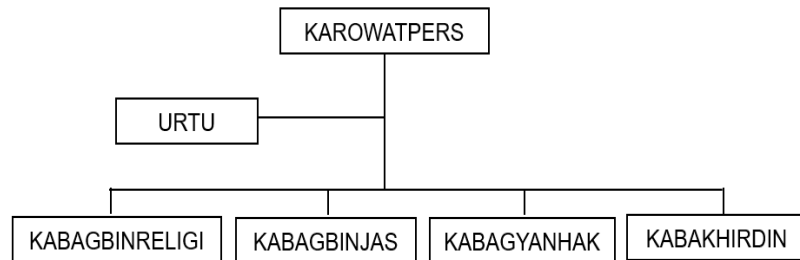 KAROWATPERS
URTU
KABAGBINRELIGI
KABAGBINJAS
KABAGYANHAK
KABAKHIRDIN